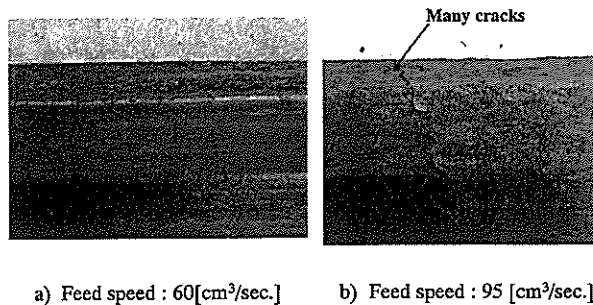 Many cracks
a) Feed speed : 60[cm³/sec.]
b) Feed speed : 95 [cm³/sec.]